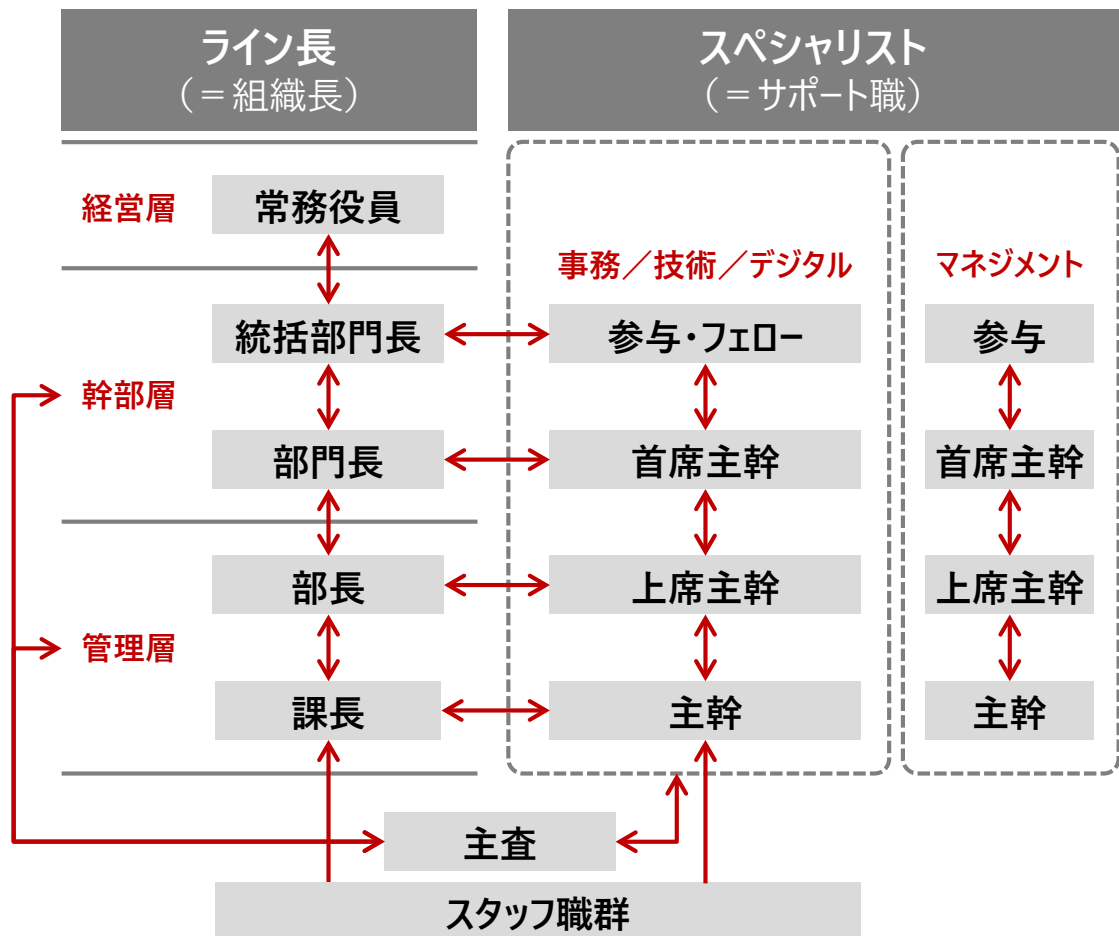 ライン長
（＝組織長）
スペシャリスト
（＝サポート職）
経営層
常務役員
事務／技術／デジタル
マネジメント
統括部門長
参与・フェロー
参与
幹部層
部門長
首席主幹
首席主幹
部長
上席主幹
上席主幹
管理層
課長
主幹
主幹
主査
スタッフ職群